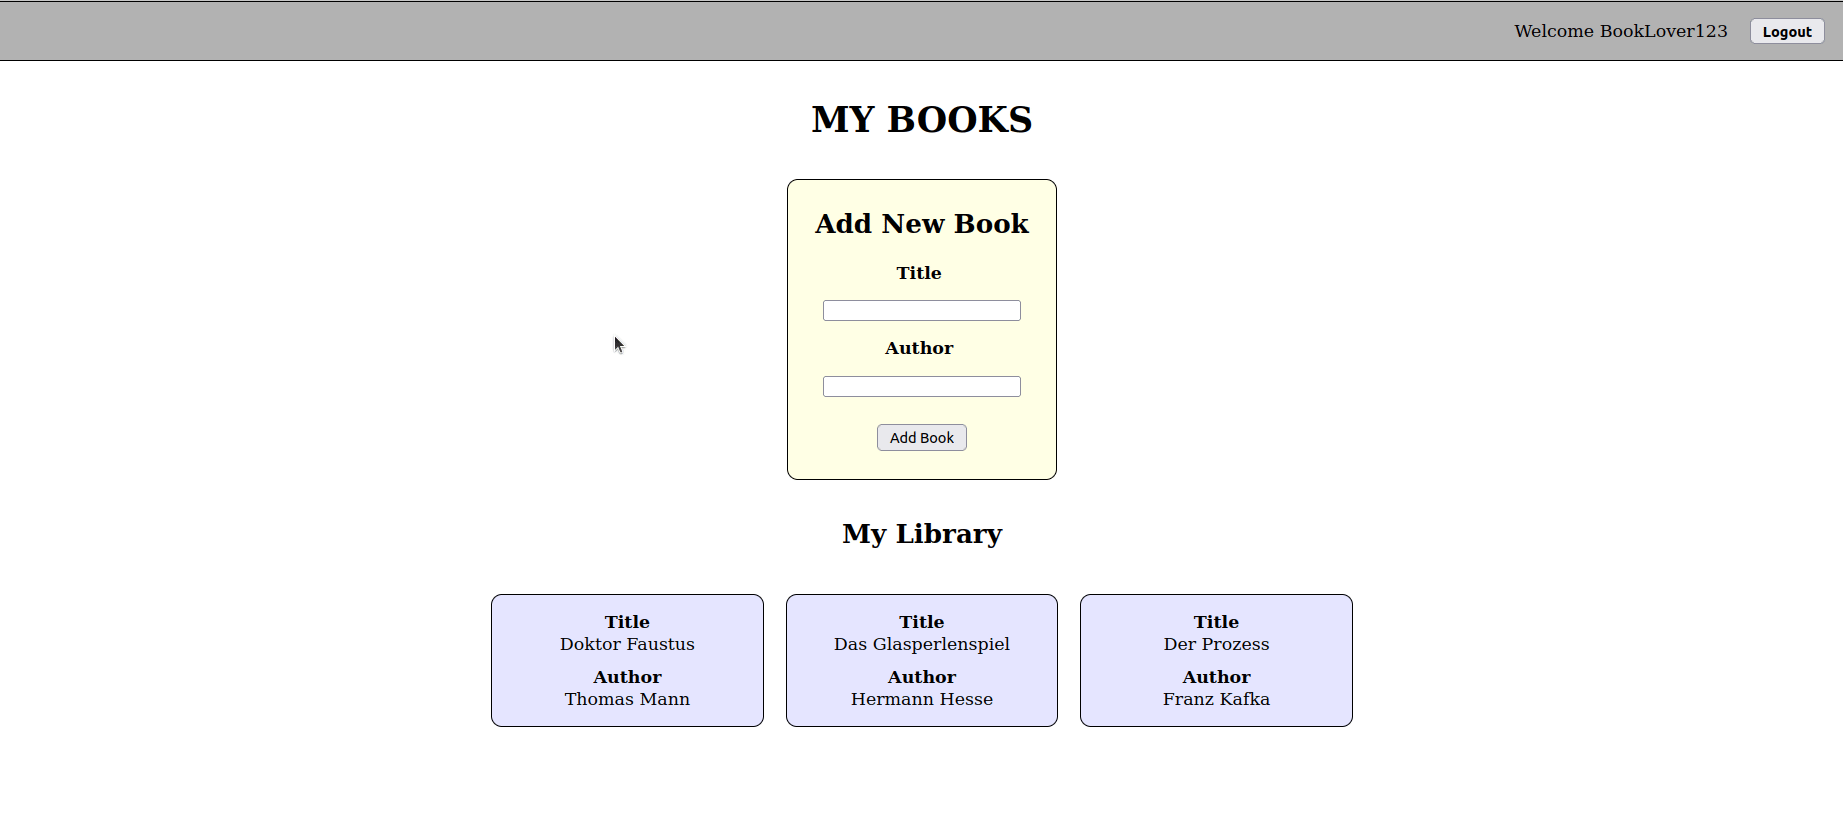 Welcome BookLover123 Logout
MY BOOKS
Add New Book
Title
Author
Add Book
My Library
Title
Doktor Faustus
Author
Thomas Mann
Title
Das Glasperlenspiel
Author
Hermann Hesse
Title
Der Prozess
Author
Franz Kafka